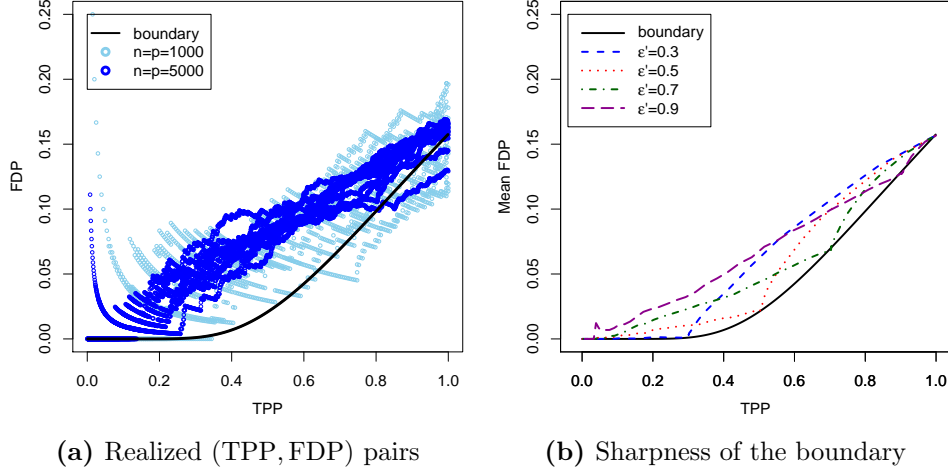 boundary
n=p=1000
n=p=5000
0.25
0.20
0.15
0.10
0.05
0.00
FDP
0.0 0.2 0.4 0.6 0.8 1.0
TPP
(a) Realized (TPP, FDP) pairs
boundary
ε'=0.3
ε'=0.5
ε'=0.7
ε'=0.9
0.25
0.20
0.15
0.10
0.05
0.00
Mean FDP
0.0 0.2 0.4 0.6 0.8 1.0
TPP
(b) Sharpness of the boundary